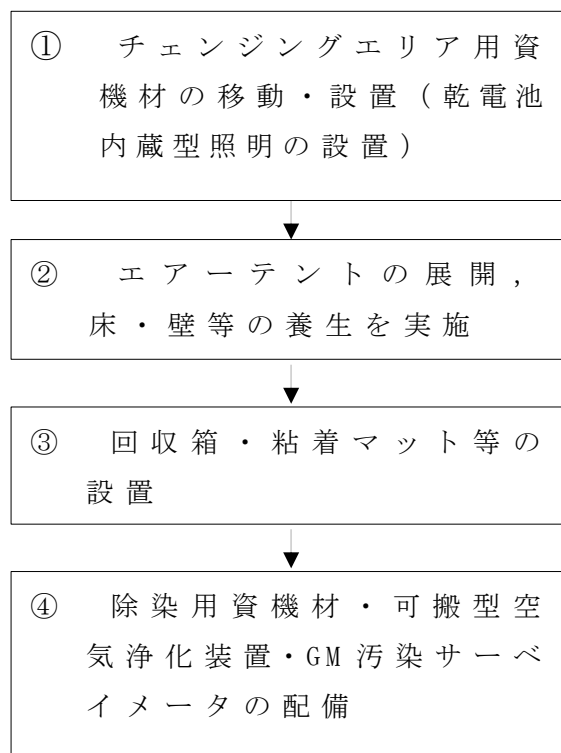 ① チェンジングエリア用資
機材の移動・設置（乾電池
内蔵型照明の設置）
② エアーテントの展開，
床・壁等の養生を実施
③ 回収箱・粘着マット等の
設置
④ 除染用資機材・可搬型空
気浄化装置・GM汚染サーベ
イメータの配備